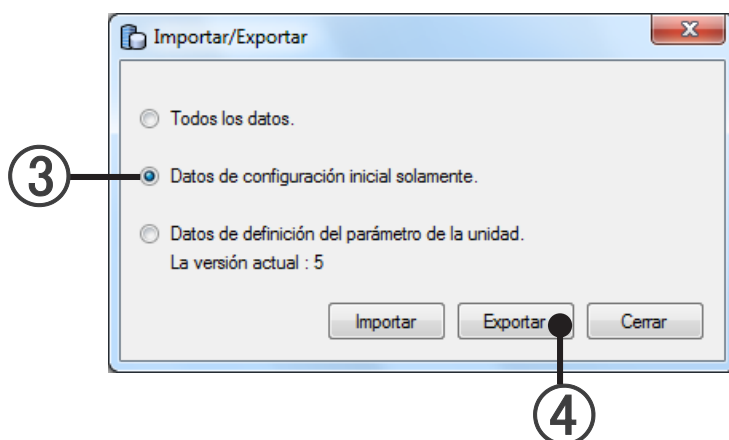 Importar/Exportar
Todos los datos.
③ Datos de configuración inicial solamente.
Datos de definición del parámetro de la unidad.
La versión actual : 5
Importar Exportar Cerrar
④